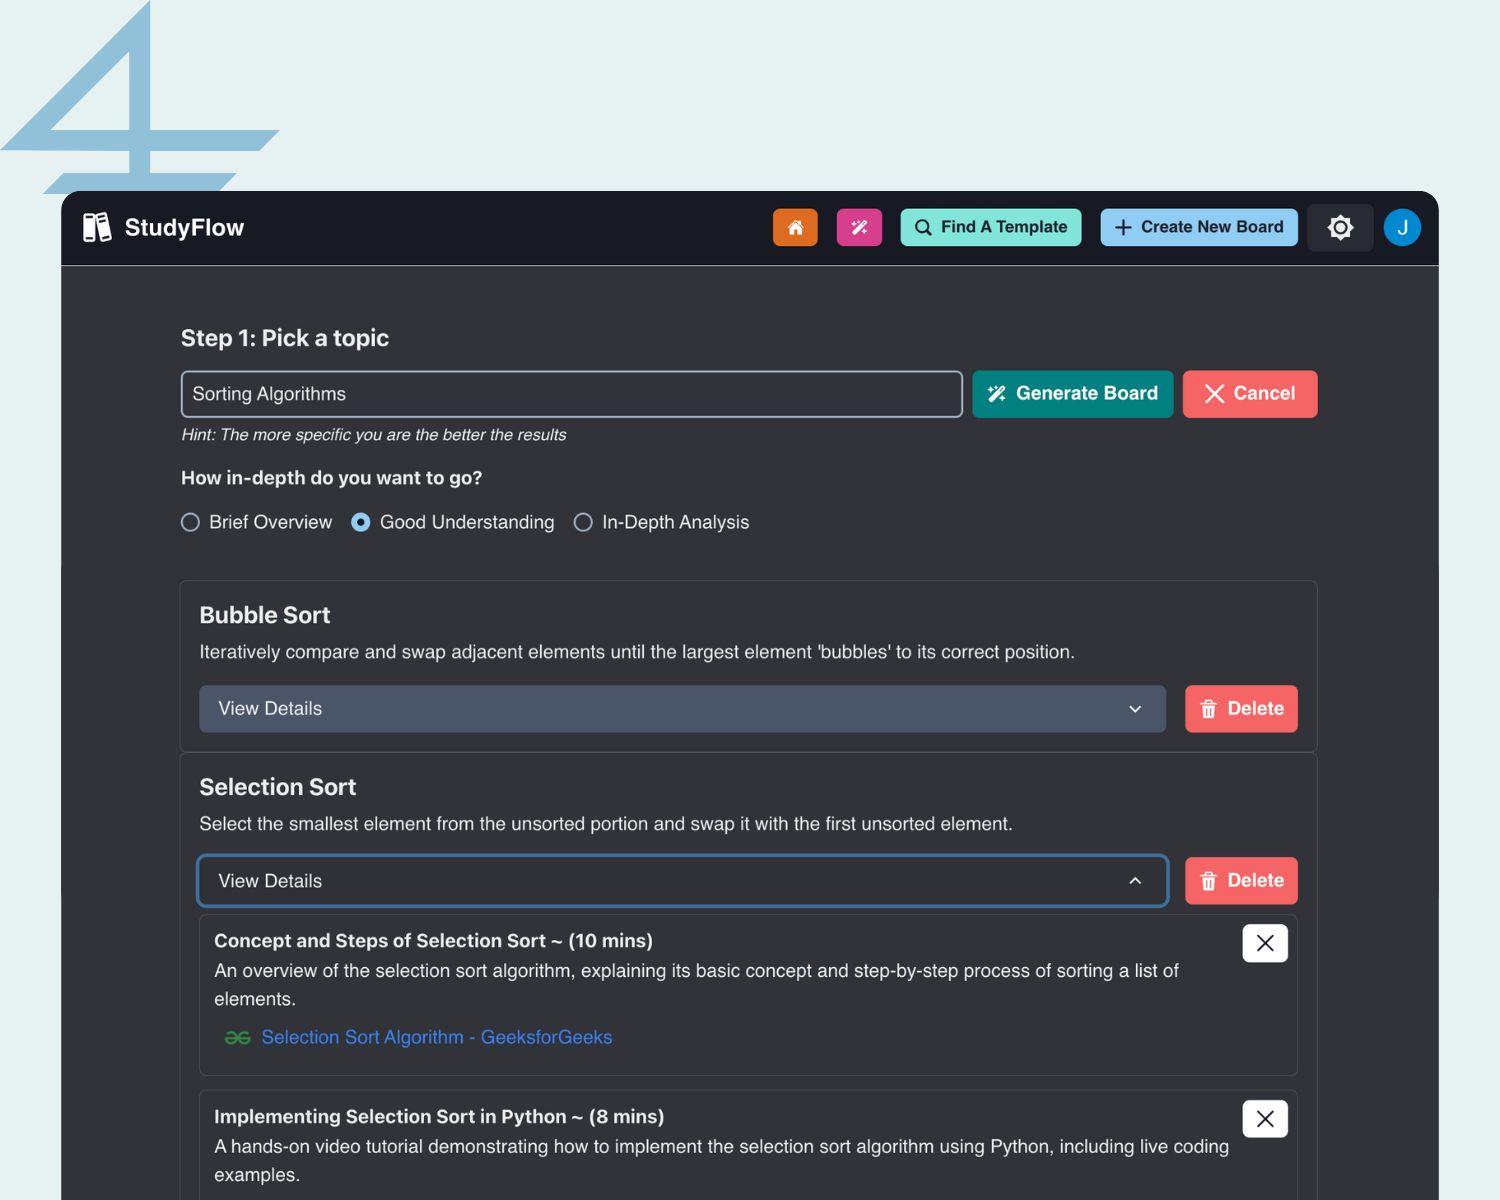 StudyFlow
Find A Template
Create New Board
J
Step 1: Pick a topic
Sorting Algorithms
Generate Board
Cancel
Hint: The more specific you are the better the results
How in-depth do you want to go?
Brief Overview
Good Understanding
In-Depth Analysis
Bubble Sort
Iteratively compare and swap adjacent elements until the largest element 'bubbles' to its correct position.
View Details
Delete
Selection Sort
Select the smallest element from the unsorted portion and swap it with the first unsorted element.
View Details
Delete
Concept and Steps of Selection Sort ~ (10 mins)
An overview of the selection sort algorithm, explaining its basic concept and step-by-step process of sorting a list of
elements.
Selection Sort Algorithm - GeeksforGeeks
Implementing Selection Sort in Python ~ (8 mins)
A hands-on video tutorial demonstrating how to implement the selection sort algorithm using Python, including live coding
examples.